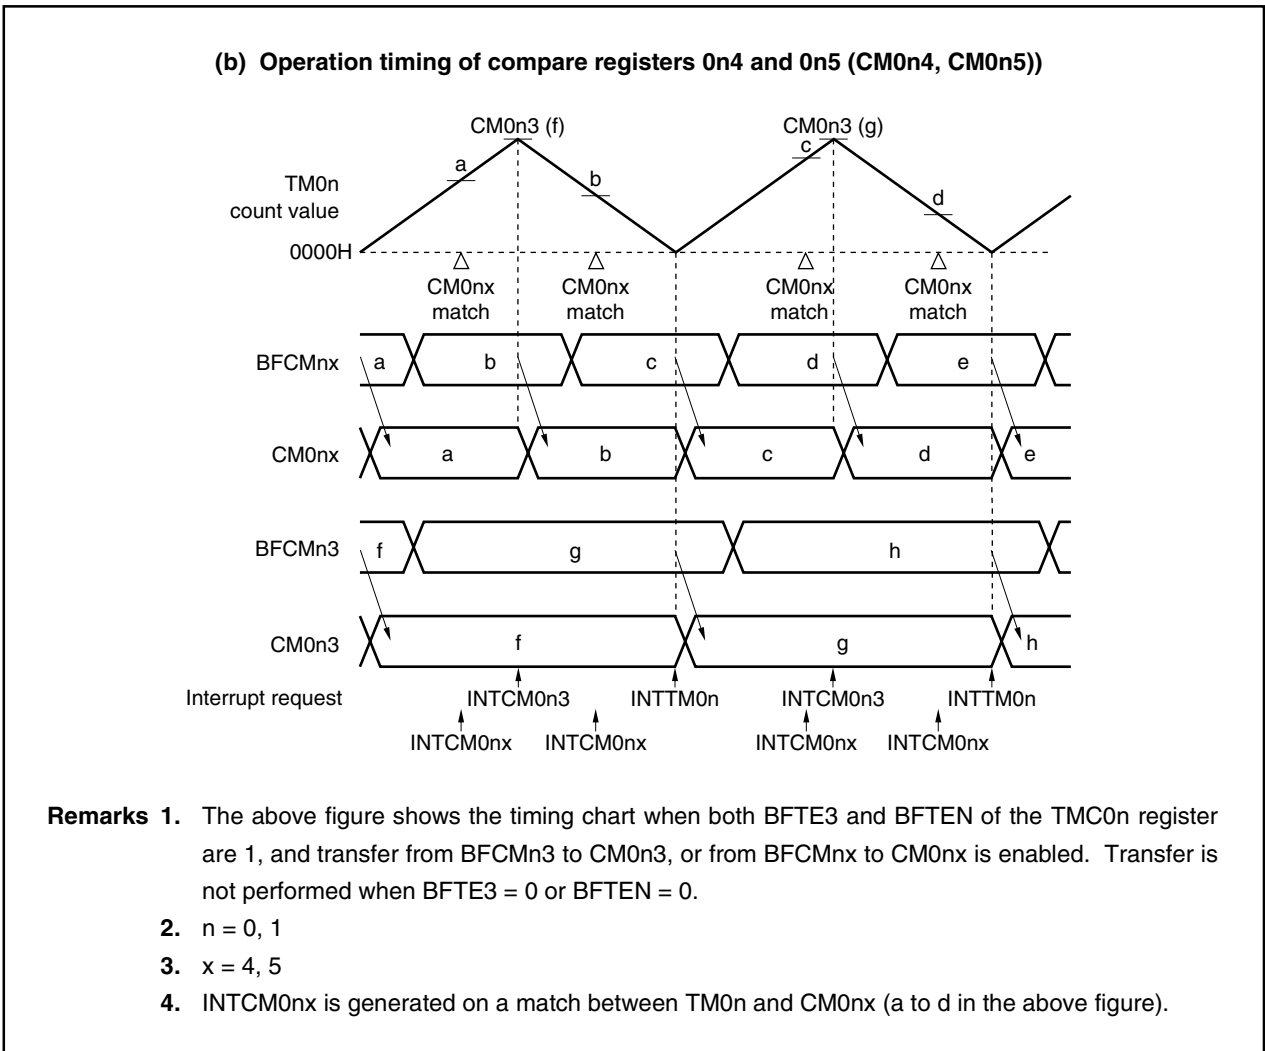 (b) Operation timing of compare registers 0n4 and 0n5 (CM0n4, CM0n5))
CM0n3 (f) CM0n3 (g)
a b c d
TM0n
count value
0000H
CM0nx CM0nx CM0nx CM0nx
match match match match
BFCMnx a b c d e
CM0nx a b c d e
BFCMn3 f g h
CM0n3 f g h
Interrupt request INTCM0n3 INTTM0n INTCM0n3 INTTM0n
INTCM0nx INTCM0nx INTCM0nx INTCM0nx
Remarks 1. The above figure shows the timing chart when both BFTE3 and BFTEN of the TMC0n register
are 1, and transfer from BFCMn3 to CM0n3, or from BFCMnx to CM0nx is enabled. Transfer is
not performed when BFTE3 = 0 or BFTEN = 0.
2. n = 0, 1
3. x = 4, 5
4. INTCM0nx is generated on a match between TM0n and CM0nx (a to d in the above figure).